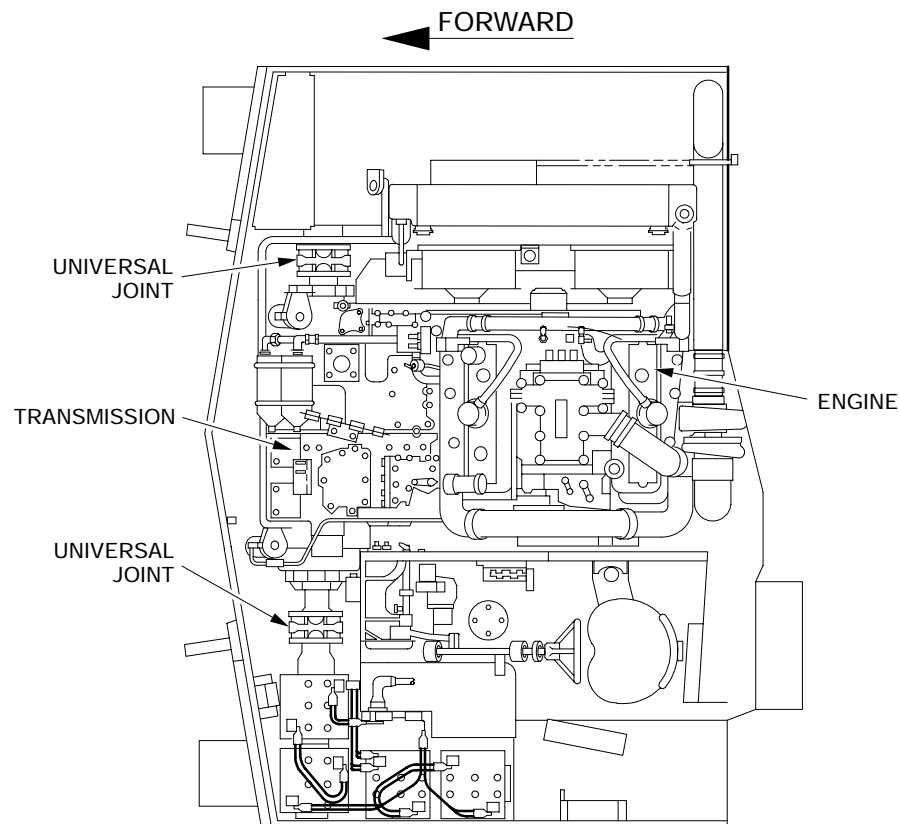 FORWARD
UNIVERSAL
JOINT
TRANSMISSION
ENGINE
UNIVERSAL
JOINT